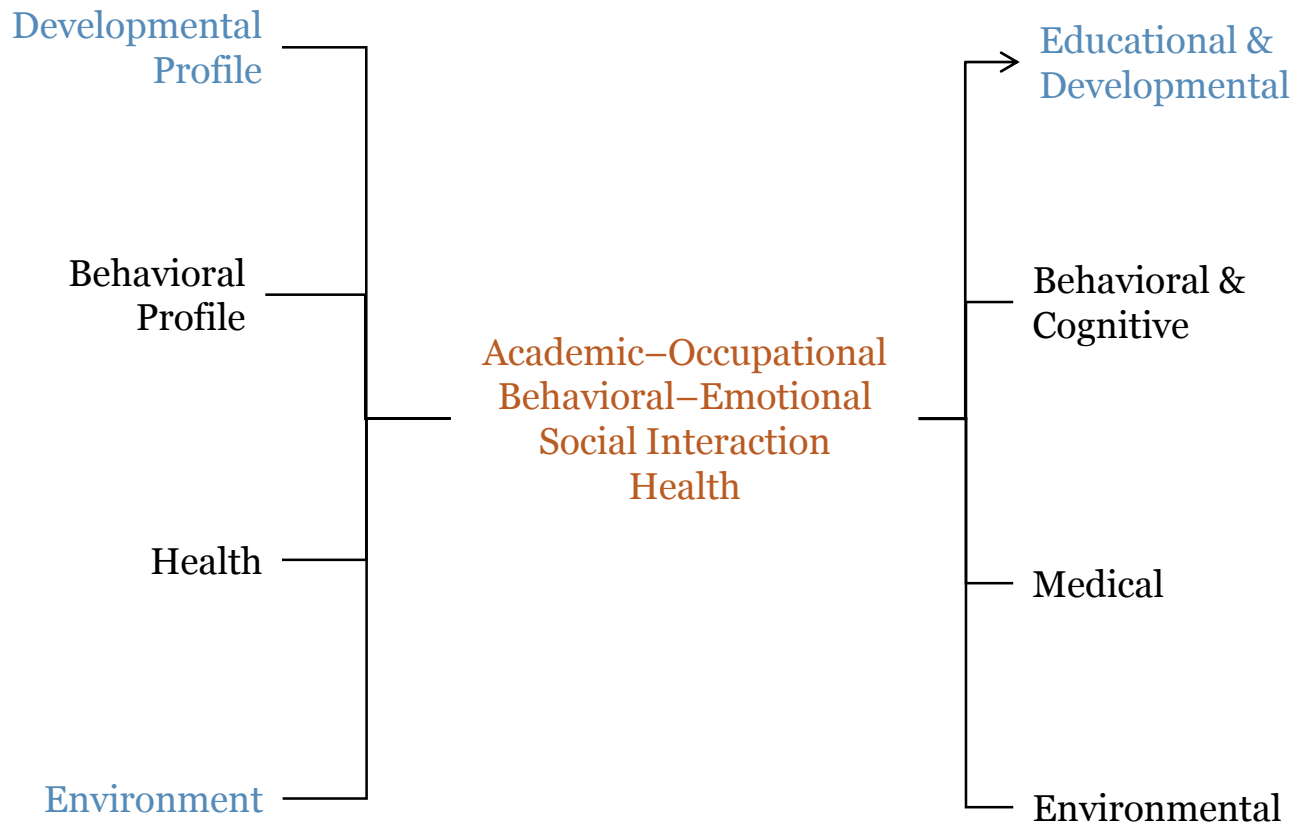 Developmental
Profile
Behavioral
Profile
Health
Environment
Academic–Occupational
Behavioral–Emotional
Social Interaction
Health
Educational &
Developmental
Behavioral &
Cognitive
Medical
Environmental